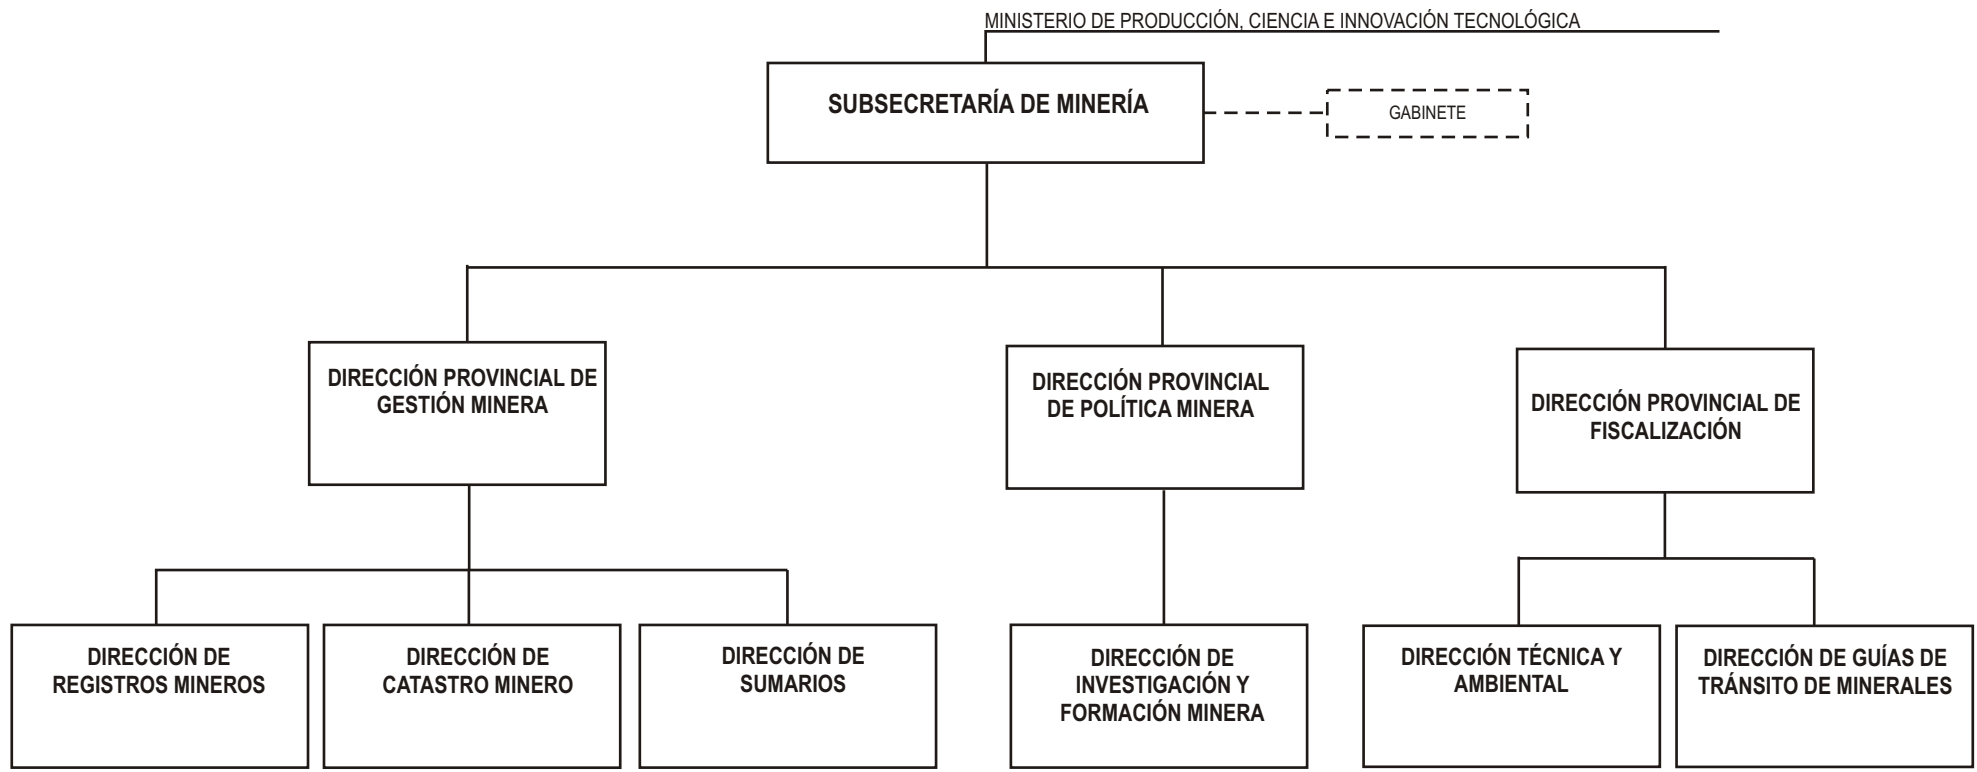 MINISTERIO DE PRODUCCIÓN, CIENCIA E INNOVACIÓN TECNOLÓGICA
SUBSECRETARÍA DE MINERÍA
GABINETE
DIRECCIÓN PROVINCIAL DE
GESTIÓN MINERA
DIRECCIÓN PROVINCIAL
DE POLÍTICA MINERA
DIRECCIÓN PROVINCIAL DE
FISCALIZACIÓN
DIRECCIÓN DE
REGISTROS MINEROS
DIRECCIÓN DE
CATASTRO MINERO
DIRECCIÓN DE
SUMARIOS
DIRECCIÓN DE
INVESTIGACIÓN Y
FORMACIÓN MINERA
DIRECCIÓN TÉCNICA Y
AMBIENTAL
DIRECCIÓN DE GUÍAS DE
TRÁNSITO DE MINERALES